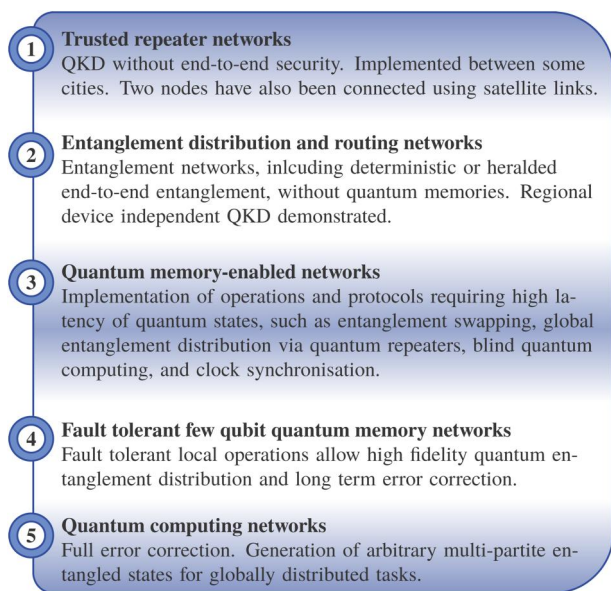 1
Trusted repeater networks
QKD without end-to-end security. Implemented between some
cities. Two nodes have also been connected using satellite links.
2
Entanglement distribution and routing networks
Entanglement networks, inlcuding deterministic or heralded
end-to-end entanglement, without quantum memories. Regional
device independent QKD demonstrated.
3
Quantum memory-enabled networks
Implementation of operations and protocols requiring high la-
tency of quantum states, such as entanglement swapping, global
entanglement distribution via quantum repeaters, blind quantum
computing, and clock synchronisation.
4
Fault tolerant few qubit quantum memory networks
Fault tolerant local operations allow high fidelity quantum en-
tanglement distribution and long term error correction.
5
Quantum computing networks
Full error correction. Generation of arbitrary multi-partite en-
tangled states for globally distributed tasks.